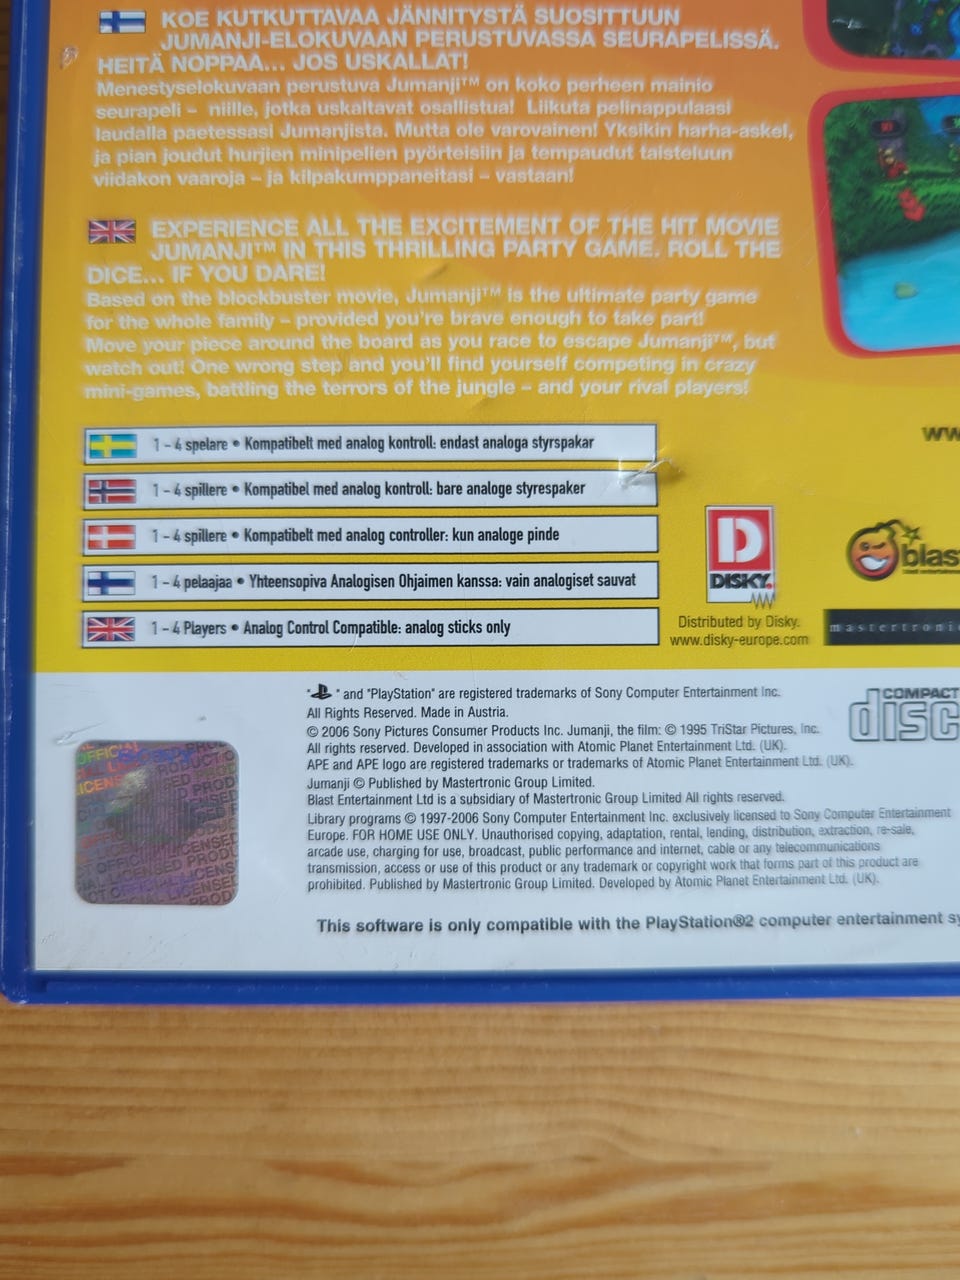 KOE KUTKUTTAVAA JÄNNITYSTÄ SUOSITTUUN
JUMANJI-ELOKUVAAN PERUSTUVASSA SEURAPELISSÄ.
HEITÄ NOPPAA... JOS USKALLAT!
Menestyselokuvaan perustuva Jumanji™ on koko perheen mainio
seurapeli – niille, jotka uskaltavat osallistua! Liikuta pelinappulaasi
laudalla paetessasi Jumanjista. Mutta ole varovainen! Yksikin harha-askel,
ja pian joudut hurjien minipelien pyörteisiin ja tempaudut taisteluun
viidakon vaaroja – ja kilpakumppaneitasi – vastaan!
EXPERIENCE ALL THE EXCITEMENT OF THE HIT MOVIE
JUMANJI™ IN THIS THRILLING PARTY GAME. ROLL THE
DICE... IF YOU DARE!
Based on the blockbuster movie, Jumanji™ is the ultimate party game
for the whole family – provided you're brave enough to take part!
Move your piece around the board as you race to escape Jumanji™, but
watch out! One wrong step and you'll find yourself competing in crazy
mini-games, battling the terrors of the jungle – and your rival players!
1 – 4 spelare • Kompatibelt med analog kontroll: endast analoga styrspakar
1 – 4 spillere • Kompatibel med analog kontroll: bare analoge styrespaker
1 – 4 spillere • Kompatibelt med analog controller: kun analoge pinde
1 – 4 pelaajaa • Yhteensopiva Analogisen Ohjaimen kanssa: vain analogiset sauvat
1 – 4 Players • Analog Control Compatible: analog sticks only
ww
D
DISKY.
Distributed by Disky.
www.disky-europe.com
blast
mastertroni
" " and "PlayStation" are registered trademarks of Sony Computer Entertainment Inc.
All Rights Reserved. Made in Austria.
© 2006 Sony Pictures Consumer Products Inc. Jumanji, the film: © 1995 TriStar Pictures, Inc.
All rights reserved. Developed in association with Atomic Planet Entertainment Ltd. (UK).
APE and APE logo are registered trademarks or trademarks of Atomic Planet Entertainment Ltd. (UK).
Jumanji © Published by Mastertronic Group Limited.
Blast Entertainment Ltd is a subsidiary of Mastertronic Group Limited All rights reserved.
Library programs © 1997-2006 Sony Computer Entertainment Inc. exclusively licensed to Sony Computer Entertainment
Europe. FOR HOME USE ONLY. Unauthorised copying, adaptation, rental, lending, distribution, extraction, re-sale,
arcade use, charging for use, broadcast, public performance and internet, cable or any telecommunications
transmission, access or use of this product or any trademark or copyright work that forms part of this product are
prohibited. Published by Mastertronic Group Limited. Developed by Atomic Planet Entertainment Ltd. (UK).
COMPACT
disc
This software is only compatible with the PlayStation®2 computer entertainment sy